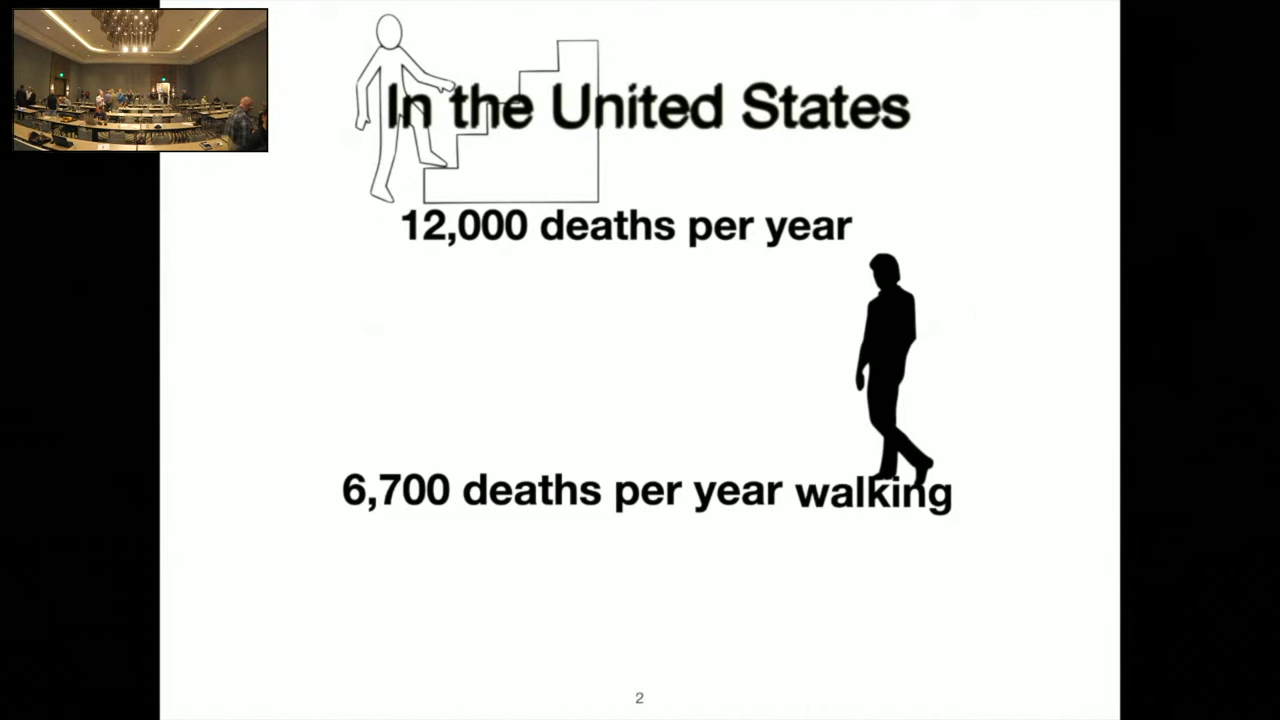 In the United States
12,000 deaths per year
6,700 deaths per year walking
2